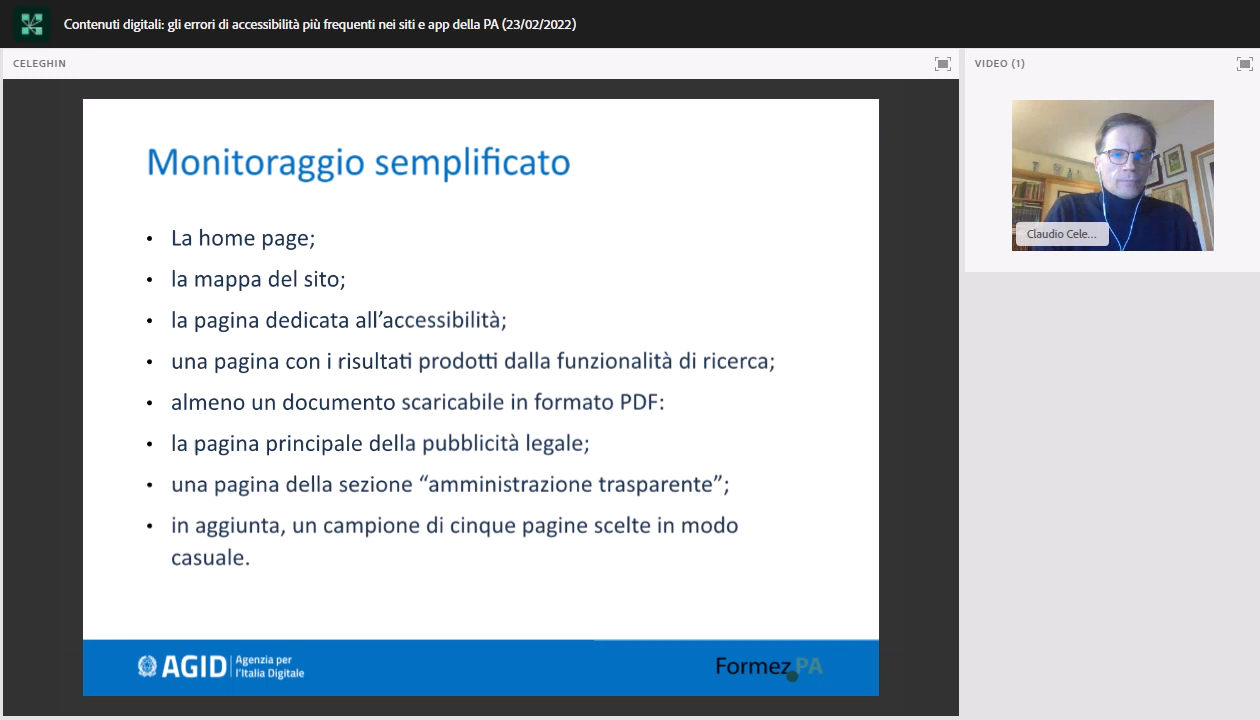 Contenuti digitali: gli errori di accessibilità più frequenti nei siti e app della PA (23/02/2022)
CELEGHIN
VIDEO (1)
Monitoraggio semplificato
• La home page;
• la mappa del sito;
• la pagina dedicata all’accessibilità;
• una pagina con i risultati prodotti dalla funzionalità di ricerca;
• almeno un documento scaricabile in formato PDF:
• la pagina principale della pubblicità legale;
• una pagina della sezione “amministrazione trasparente”;
• in aggiunta, un campione di cinque pagine scelte in modo
casuale.
Claudio Cele...
AGID Agenzia per
l’Italia Digitale
Formez PA